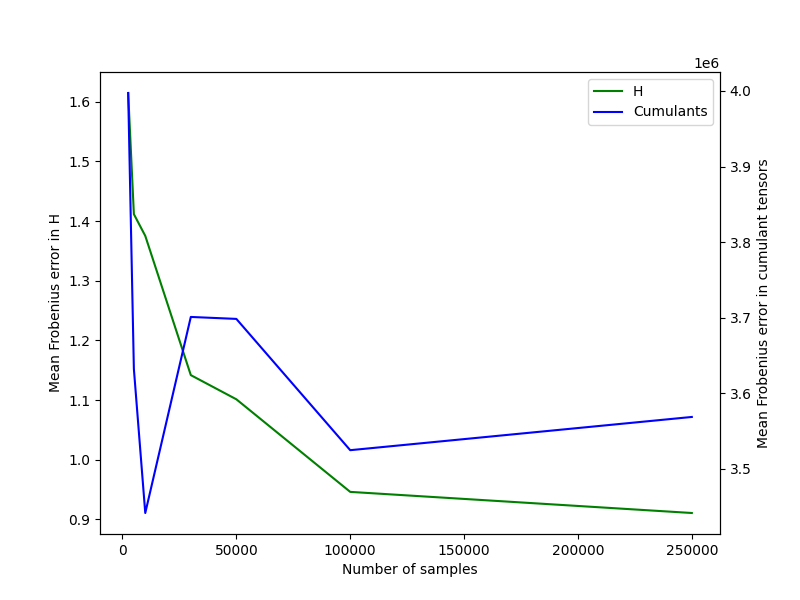 1e6
H
Cumulants
1.6
1.5
1.4
1.3
1.2
1.1
1.0
0.9
Mean Frobenius error in H
4.0
3.9
3.8
3.7
3.6
3.5
Mean Frobenius error in cumulant tensors
0 50000 100000 150000 200000 250000
Number of samples